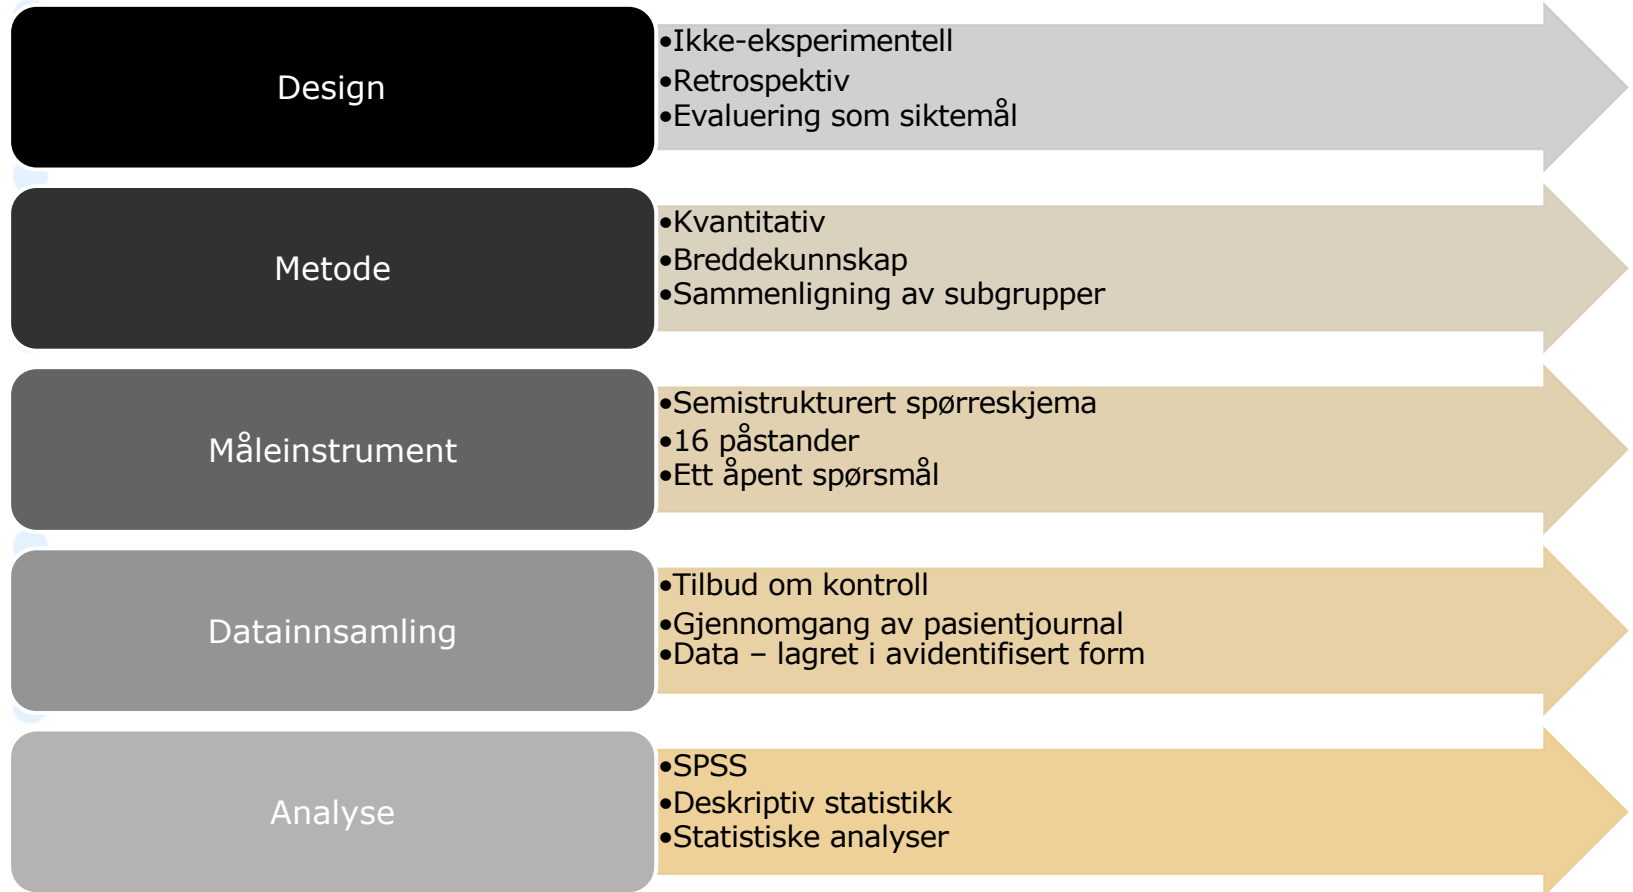 Design
•Ikke-eksperimentell
•Retrospektiv
•Evaluering som siktemål
Metode
•Kvantitativ
•Breddekunnskap
•Sammenligning av subgrupper
Måleinstrument
•Semistrukturert spørreskjema
•16 påstander
•Ett åpent spørsmål
Datainnsamling
•Tilbud om kontroll
•Gjennomgang av pasientjournal
•Data – lagret i avidentifisert form
Analyse
•SPSS
•Deskriptiv statistikk
•Statistiske analyser